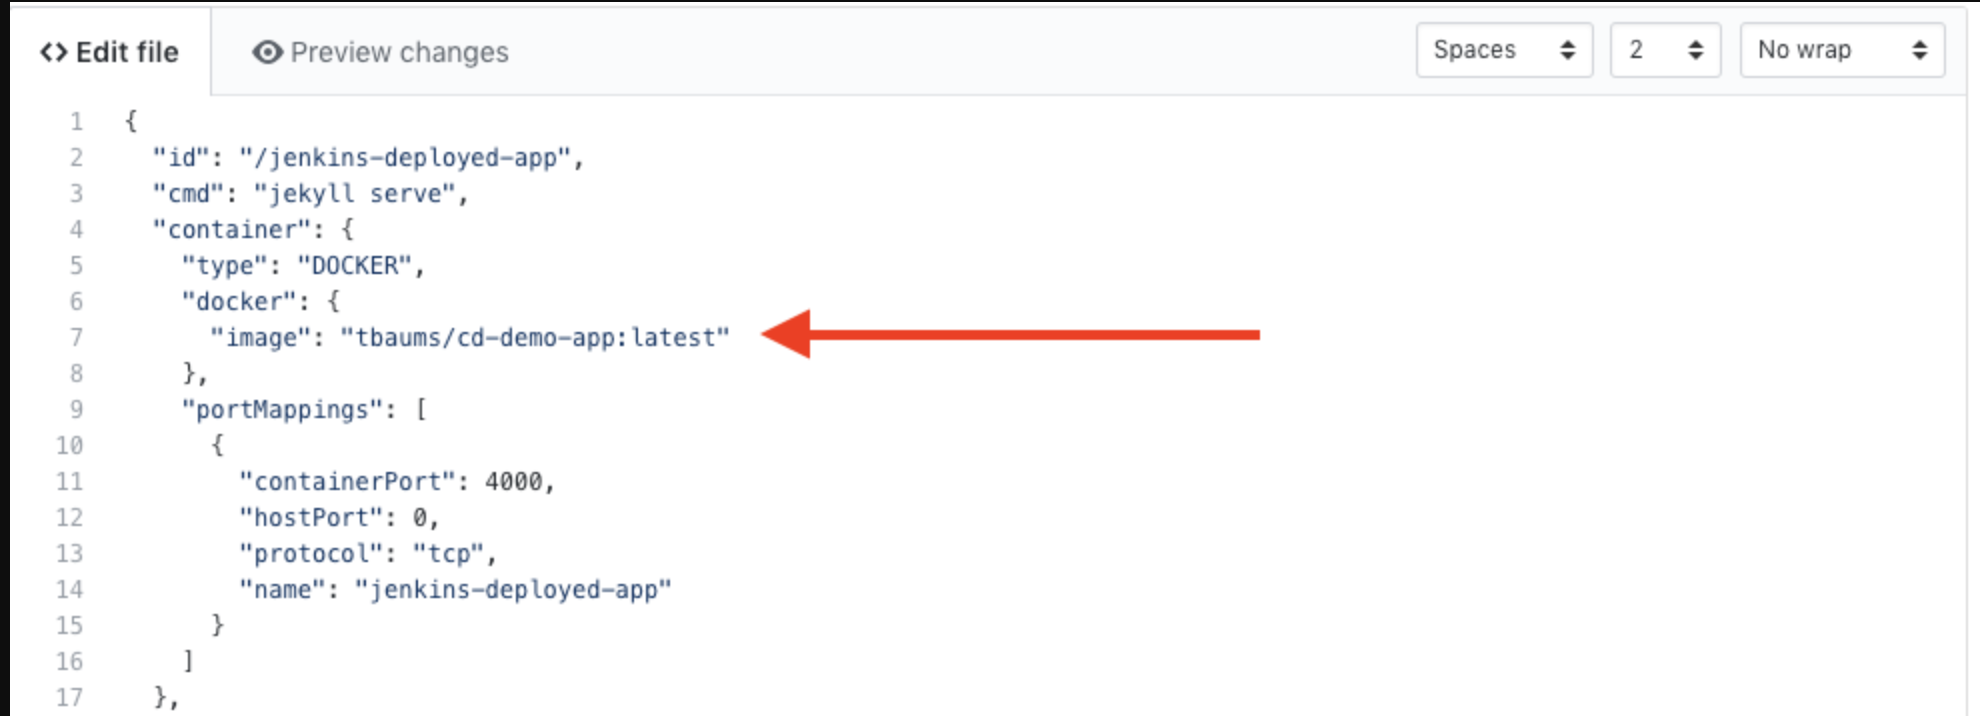 <> Edit file Preview changes Spaces 2 No wrap
1 {
2   "id": "/jenkins-deployed-app",
3   "cmd": "jekyll serve",
4   "container": {
5     "type": "DOCKER",
6     "docker": {
7       "image": "tbaums/cd-demo-app:latest"
8     },
9     "portMappings": [
10       {
11         "containerPort": 4000,
12         "hostPort": 0,
13         "protocol": "tcp",
14         "name": "jenkins-deployed-app"
15       }
16     ]
17   },